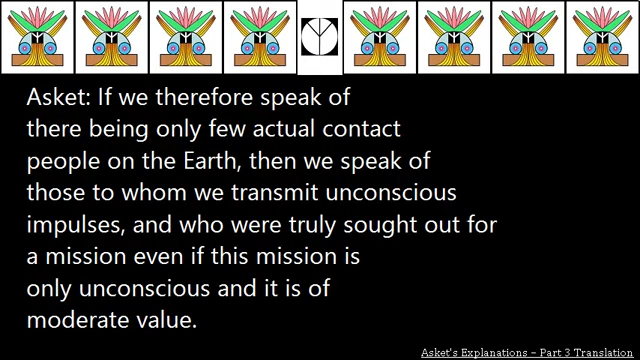 Asket: If we therefore speak of
there being only few actual contact
people on the Earth, then we speak of
those to whom we transmit unconscious
impulses, and who were truly sought out for
a mission even if this mission is
only unconscious and it is of
moderate value.
Asket's Explanations – Part 3 Translation